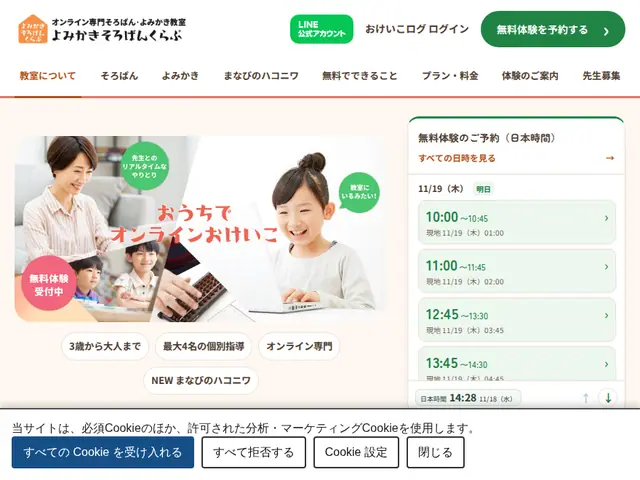 よみかき
そろばん
くらぶ
オンライン専門そろばん·よみかき教室
よみかきそろばんくらぶ
LINE
公式アカウント
おけいこログ ログイン
無料体験を予約する
教室について
そろばん
よみかき
まなびのハコニワ
無料でできること
プラン・料金
体験のご案内
先生募集
先生との
リアルタイムな
やりとり
教室に
いるみたい!
おうちで
オンラインおけいこ
無料体験
受付中
3歳から大人まで
最大4名の個別指導
オンライン専門
NEW まなびのハコニワ
無料体験のご予約（日本時間）
すべての日時を見る →
11/19（木） 明日
10:00〜10:45
現地 11/19（木）01:00
11:00〜11:45
現地 11/19（木）02:00
12:45〜13:30
現地 11/19（木）03:45
13:45〜14:30
現地 11/19（木）04:45
日本時間 14:28 11/18（水）
当サイトは、必須Cookieのほか、許可された分析・マーケティングCookieを使用します。
すべての Cookie を受け入れる
すべて拒否する
Cookie 設定
閉じる